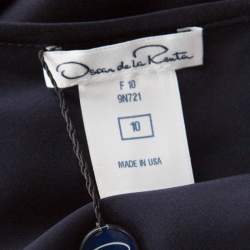 Oscar de la Renta
F 10
9N721
10
MADE IN USA